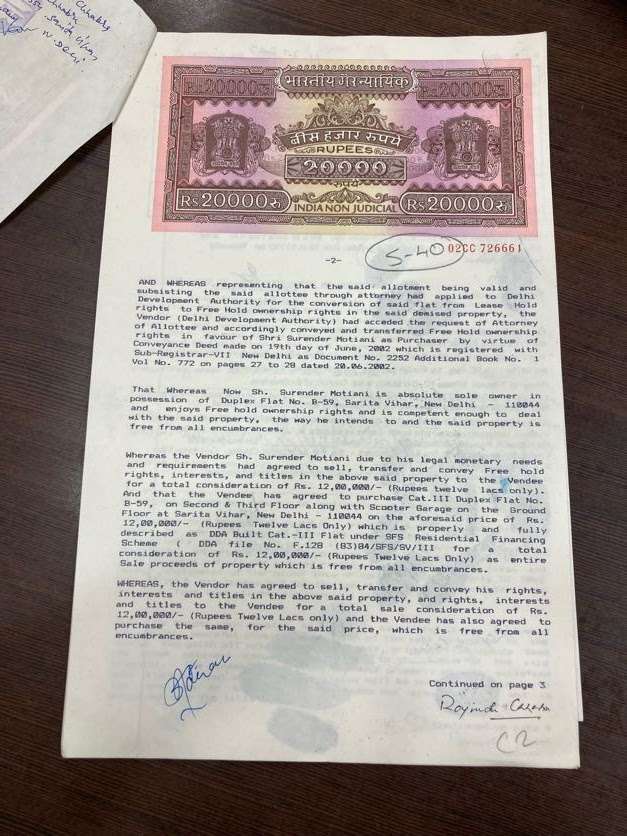 Chhabra
Sarita Vihar,
N. Delhi.
भारतीय गैर न्यायिक
Rs20000रु
Rs20000रु
बीस हज़ार रुपये
RUPEES
20000
रुपये
Rs20000रु
INDIA NON JUDICIAL
Rs20000रु
S-40
02CC 726661
-2-
AND WHEREAS representing that the said allotment being valid and
subsisting the said allottee through attorney had applied to Delhi
Development Authority for the conversion of said flat from Lease Hold
rights to Free Hold Ownership rights in the said demised property, the
Vendor (Delhi Development Authority) had acceded the request of Attorney
of Allottee and accordingly conveyed and transferred Free Hold ownership
rights in favour of Shri Surender Motiani as Purchaser by virtue of
Conveyance Deed made on 19th day of June, 2002 which is registered with
Sub-Registrar-VII New Delhi as Document No. 2252 Additional Book No. 1
Vol No. 772 on pages 27 to 28 dated 20.06.2002.
That Whereas Now Sh. Surender Motiani is absolute sole owner in
possession of Duplex Flat No. B-59, Sarita Vihar, New Delhi - 110044
and enjoys Free hold ownership rights and is competent enough to deal
with the said property, the way he intends to and the said property is
free from all encumbrances.
Whereas the Vendor Sh. Surender Motiani due to his legal monetary needs
and requirements had agreed to sell, transfer and convey Free hold
rights, interests, and titles in the above said property to the Vendee
for a total consideration of Rs. 12,00,000/- (Rupees twelve lacs only).
And that the Vendee has agreed to purchase Cat.III Duplex Flat No.
B-59, on Second & Third Floor along with Scooter Garage on the Ground
Floor at Sarita Vihar, New Delhi - 110044 on the aforesaid price of Rs.
12,00,000/- (Rupees Twelve Lacs Only) which is properly and fully
described as DDA Built Cat.-III Flat under SFS Residential Financing
Scheme ( DDA file No. F.128 (83)84/SFS/SV/III for a total
consideration of Rs. 12,00,000/- (Rupees Twelve Lacs Only) as entire
Sale proceeds of property which is free from all encumbrances.
WHEREAS, the Vendor has agreed to sell, transfer and convey his rights,
interests and titles in the above said property, and rights, interests
and titles to the Vendee for a total sale consideration of Rs.
12,00,000/- (Rupees Twelve Lacs only) and the Vendee has also agreed to
purchase the same, for the said price, which is free from all
encumbrances.
Continued on page 3
Rajinder Chhabra
C2